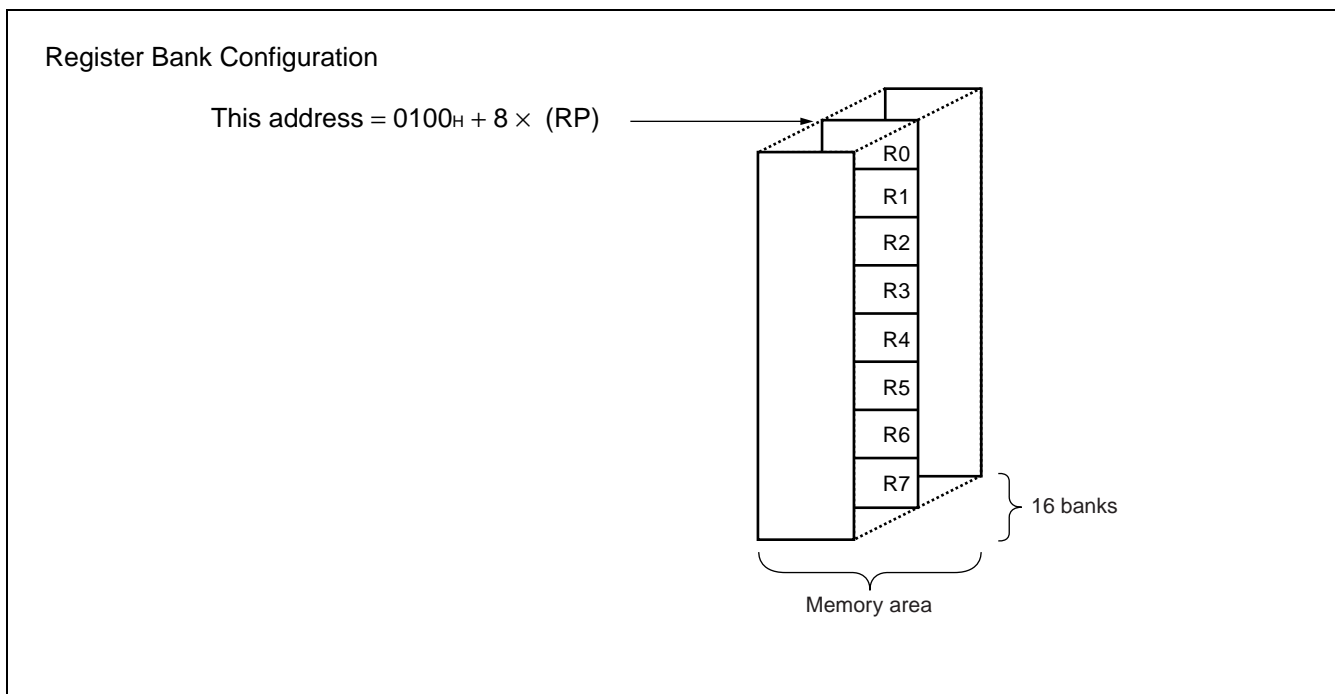 Register Bank Configuration
This address = 0100H + 8 × (RP)
R0
R1
R2
R3
R4
R5
R6
R7
16 banks
Memory area